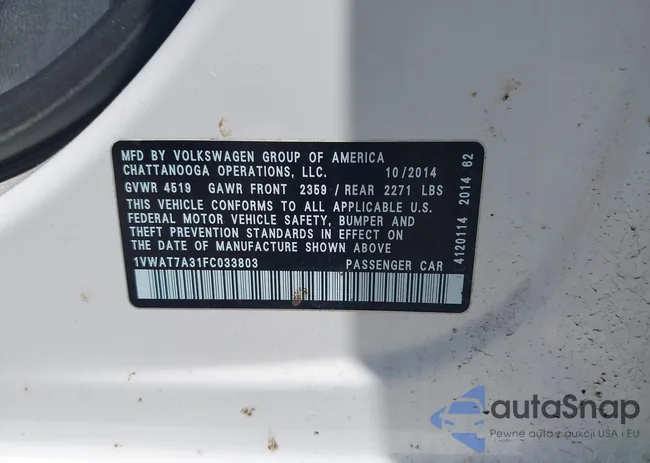 MFD BY VOLKSWAGEN GROUP OF AMERICA
CHATTANOOGA OPERATIONS, LLC. 10/2014
GVWR 4519 GAWR FRONT 2359 / REAR 2271 LBS
THIS VEHICLE CONFORMS TO ALL APPLICABLE U.S.
FEDERAL MOTOR VEHICLE SAFETY, BUMPER AND
THEFT PREVENTION STANDARDS IN EFFECT ON
THE DATE OF MANUFACTURE SHOWN ABOVE
1VWAT7A31FC033803 PASSENGER CAR
4120114 2014 62
autoSnap
Pewne auta z aukcji USA i EU